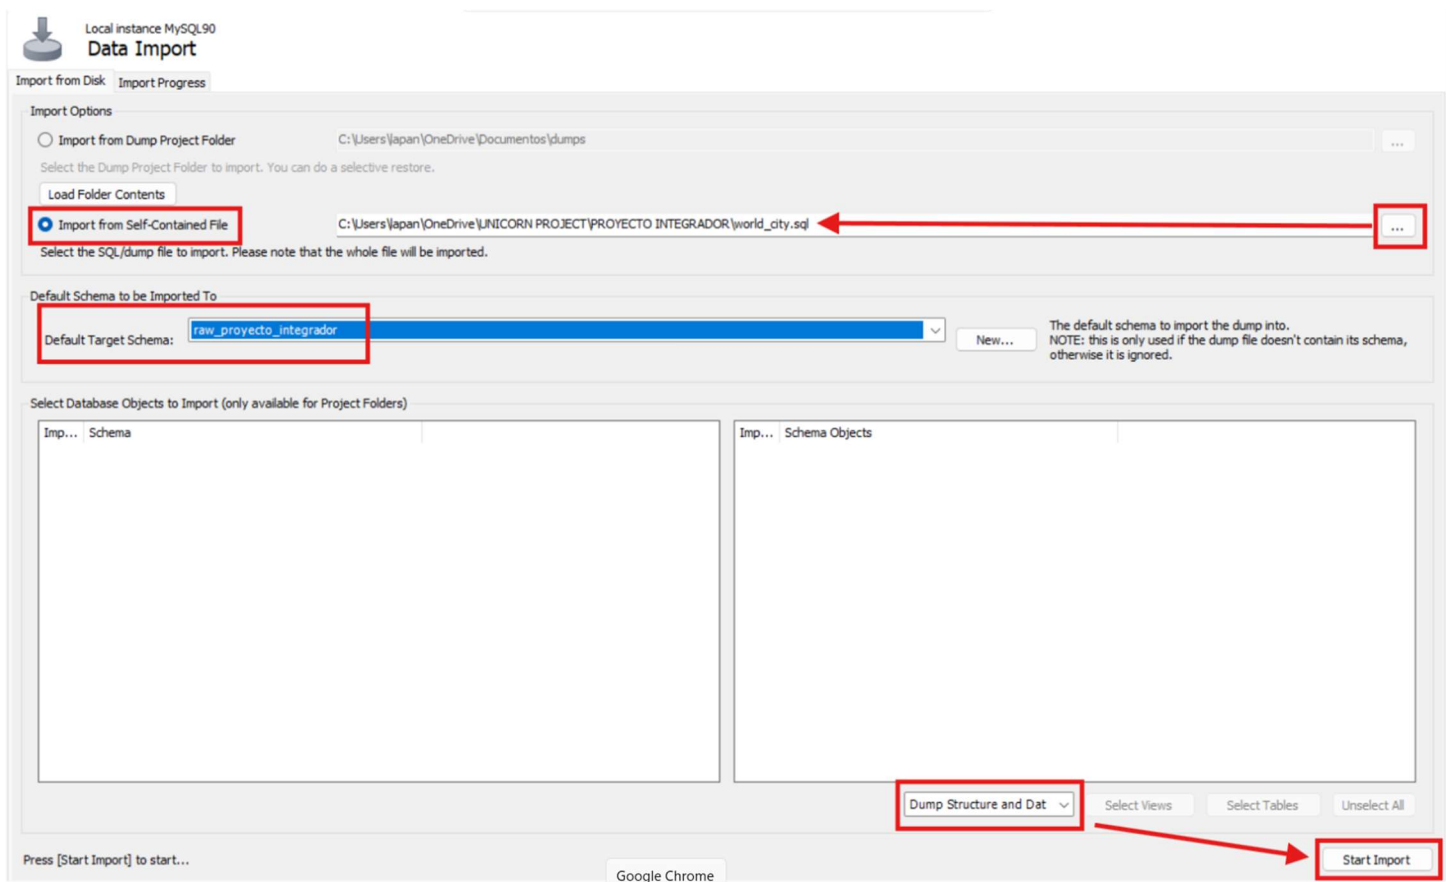 Local instance MySQL90
Data Import
Import from Disk
Import Progress
Import Options
Import from Dump Project Folder
C:\Users\lapan\OneDrive\Documentos\dumps
...
Select the Dump Project Folder to import. You can do a selective restore.
Load Folder Contents
Import from Self-Contained File
C:\Users\lapan\OneDrive\UNICORN PROJECT\PROYECTO INTEGRADOR\world_city.sql
...
Select the SQL/dump file to import. Please note that the whole file will be imported.
Default Schema to be Imported To
Default Target Schema:
raw_proyecto_integrador
New...
The default schema to import the dump into.
NOTE: this is only used if the dump file doesn't contain its schema,
otherwise it is ignored.
Select Database Objects to Import (only available for Project Folders)
Imp... Schema
Imp... Schema Objects
Dump Structure and Dat
Select Views
Select Tables
Unselect All
Press [Start Import] to start...
Start Import
Google Chrome